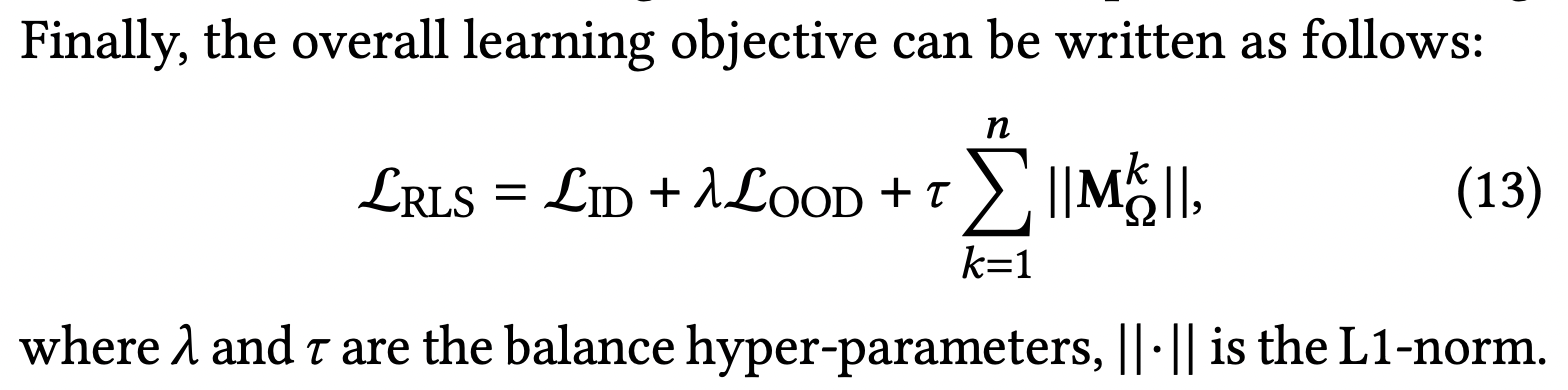 Finally, the overall learning objective can be written as follows:
ℒ_RLS = ℒ_ID + λℒ_OOD + τ ∑_{k=1}^{n} ||𝐌_Ω^k||, (13)
where λ and τ are the balance hyper-parameters, ||·|| is the L1-norm.